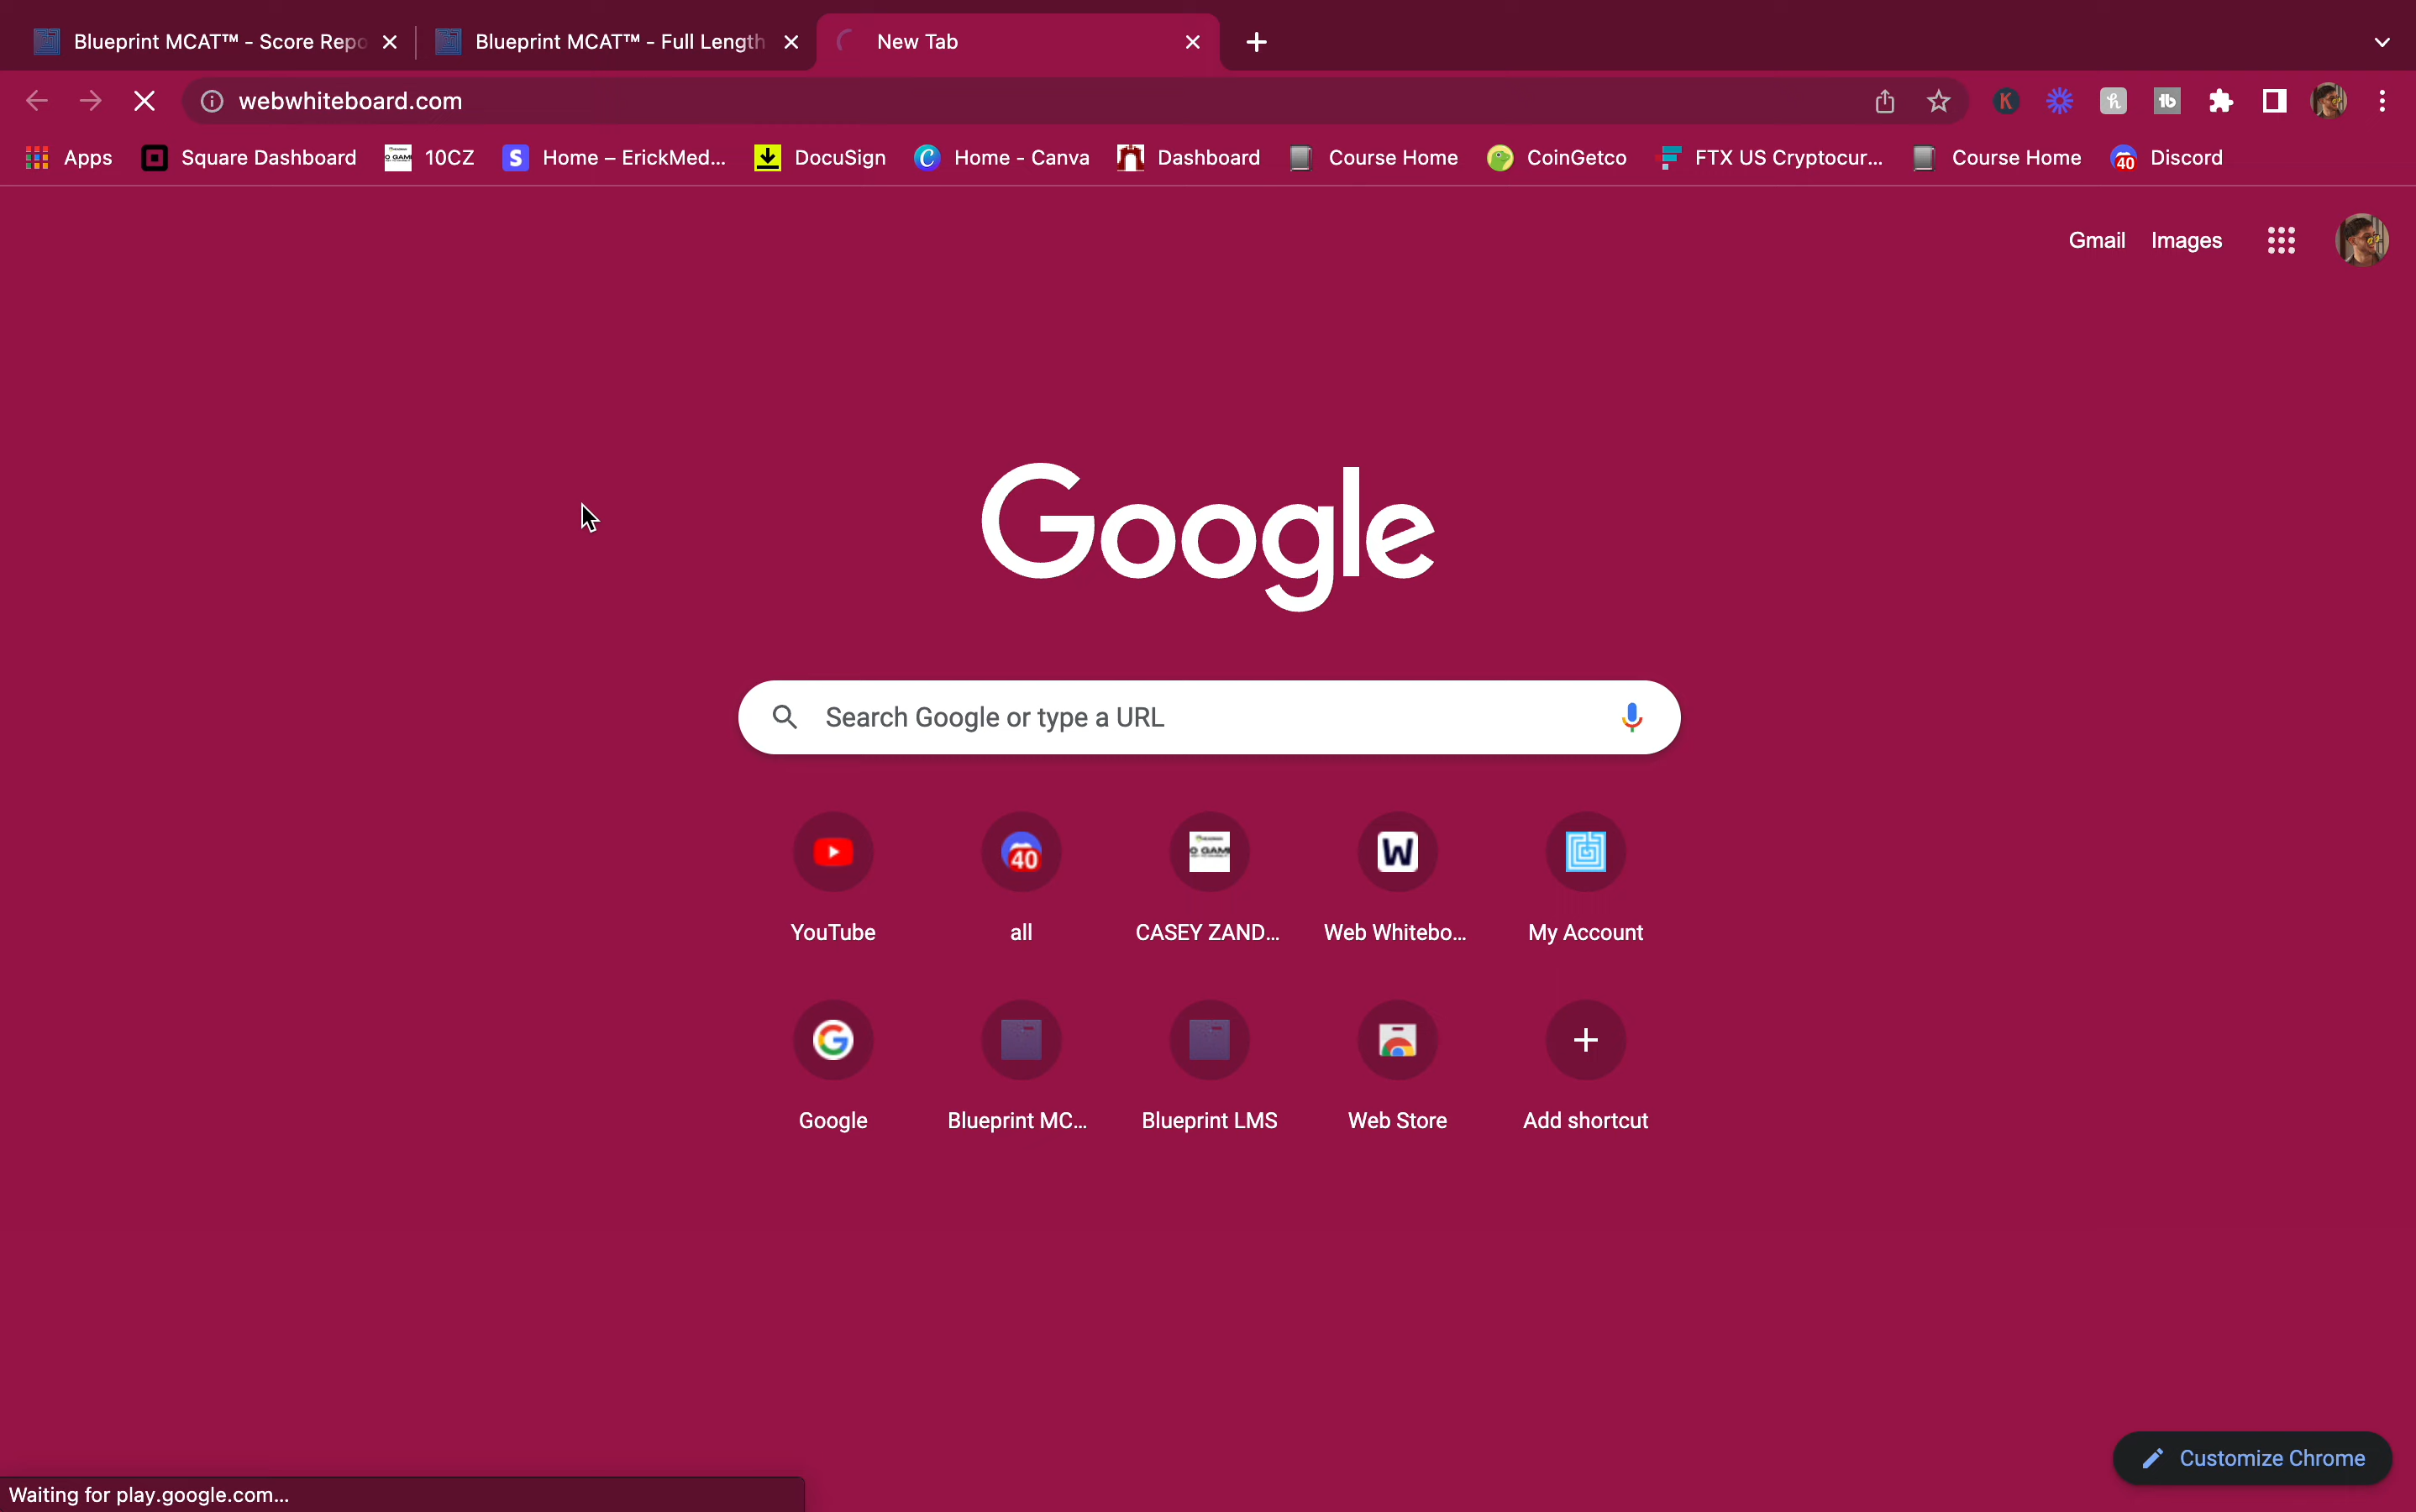 Blueprint MCAT™ - Score Repo
Blueprint MCAT™ - Full Length
New Tab
webwhiteboard.com
Apps
Square Dashboard
10CZ
Home – ErickMed...
DocuSign
Home - Canva
Dashboard
Course Home
CoinGetco
FTX US Cryptocur...
Course Home
40
Discord
Gmail
Images
Google
Search Google or type a URL
40
YouTube
all
CASEY ZAND...
Web Whitebo...
My Account
Google
Blueprint MC...
Blueprint LMS
Web Store
Add shortcut
Customize Chrome
Waiting for play.google.com...